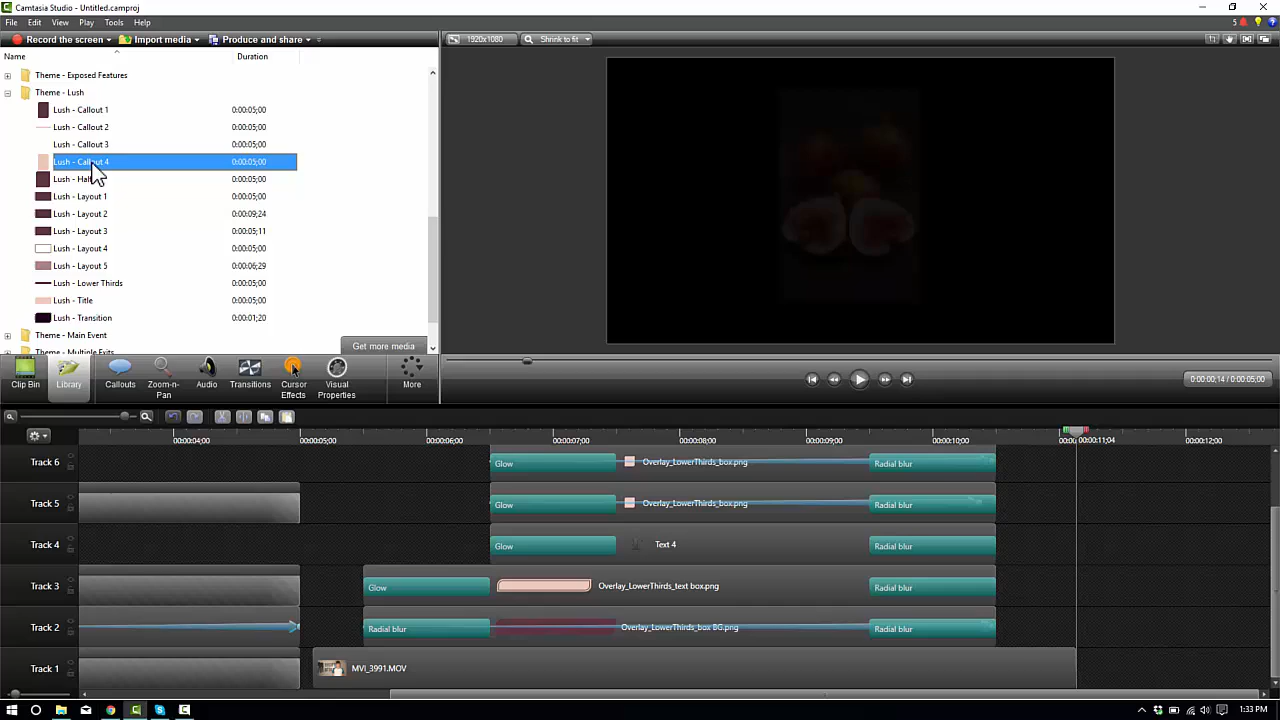 Camtasia Studio - Untitled.camproj
File Edit View Play Tools Help
5
Record the screen Import media Produce and share
1920x1080 Shrink to fit
Name Duration
Theme - Exposed Features
Theme - Lush
Lush - Callout 1 0:00:05;00
Lush - Callout 2 0:00:05;00
Lush - Callout 3 0:00:05;00
Lush - Callout 4 0:00:05;00
Lush - Hal 0:00:05;00
Lush - Layout 1 0:00:05;00
Lush - Layout 2 0:00:09;24
Lush - Layout 3 0:00:05;11
Lush - Layout 4 0:00:05;00
Lush - Layout 5 0:00:06;29
Lush - Lower Thirds 0:00:05;00
Lush - Title 0:00:05;00
Lush - Transition 0:00:01;20
Theme - Main Event
Theme - Multiple Exits
Get more media
Clip Bin Library Callouts Zoom-n-Pan Audio Transitions Cursor Effects Visual Properties More
0:00:00;14 / 0:00:05;00
00:00:04;00 00:00:05;00 00:00:06;00 00:00:07;00 00:00:08;00 00:00:09;00 00:00:10;00 00:00:11;04 00:00:12;00
Track 6 Glow Overlay_LowerThirds_box.png Radial blur
Track 5 Glow Overlay_LowerThirds_box.png Radial blur
Track 4 Glow Text 4 Radial blur
Track 3 Glow Overlay_LowerThirds_text box.png Radial blur
Track 2 Radial blur Overlay_LowerThirds_box BG.png Radial blur
Track 1 MVI_3991.MOV
1:33 PM